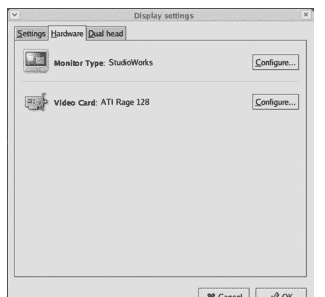 Display settings
Settings Hardware Dual head
Monitor Type: StudioWorks Configure...
Video Card: ATI Rage 128 Configure...
Cancel OK